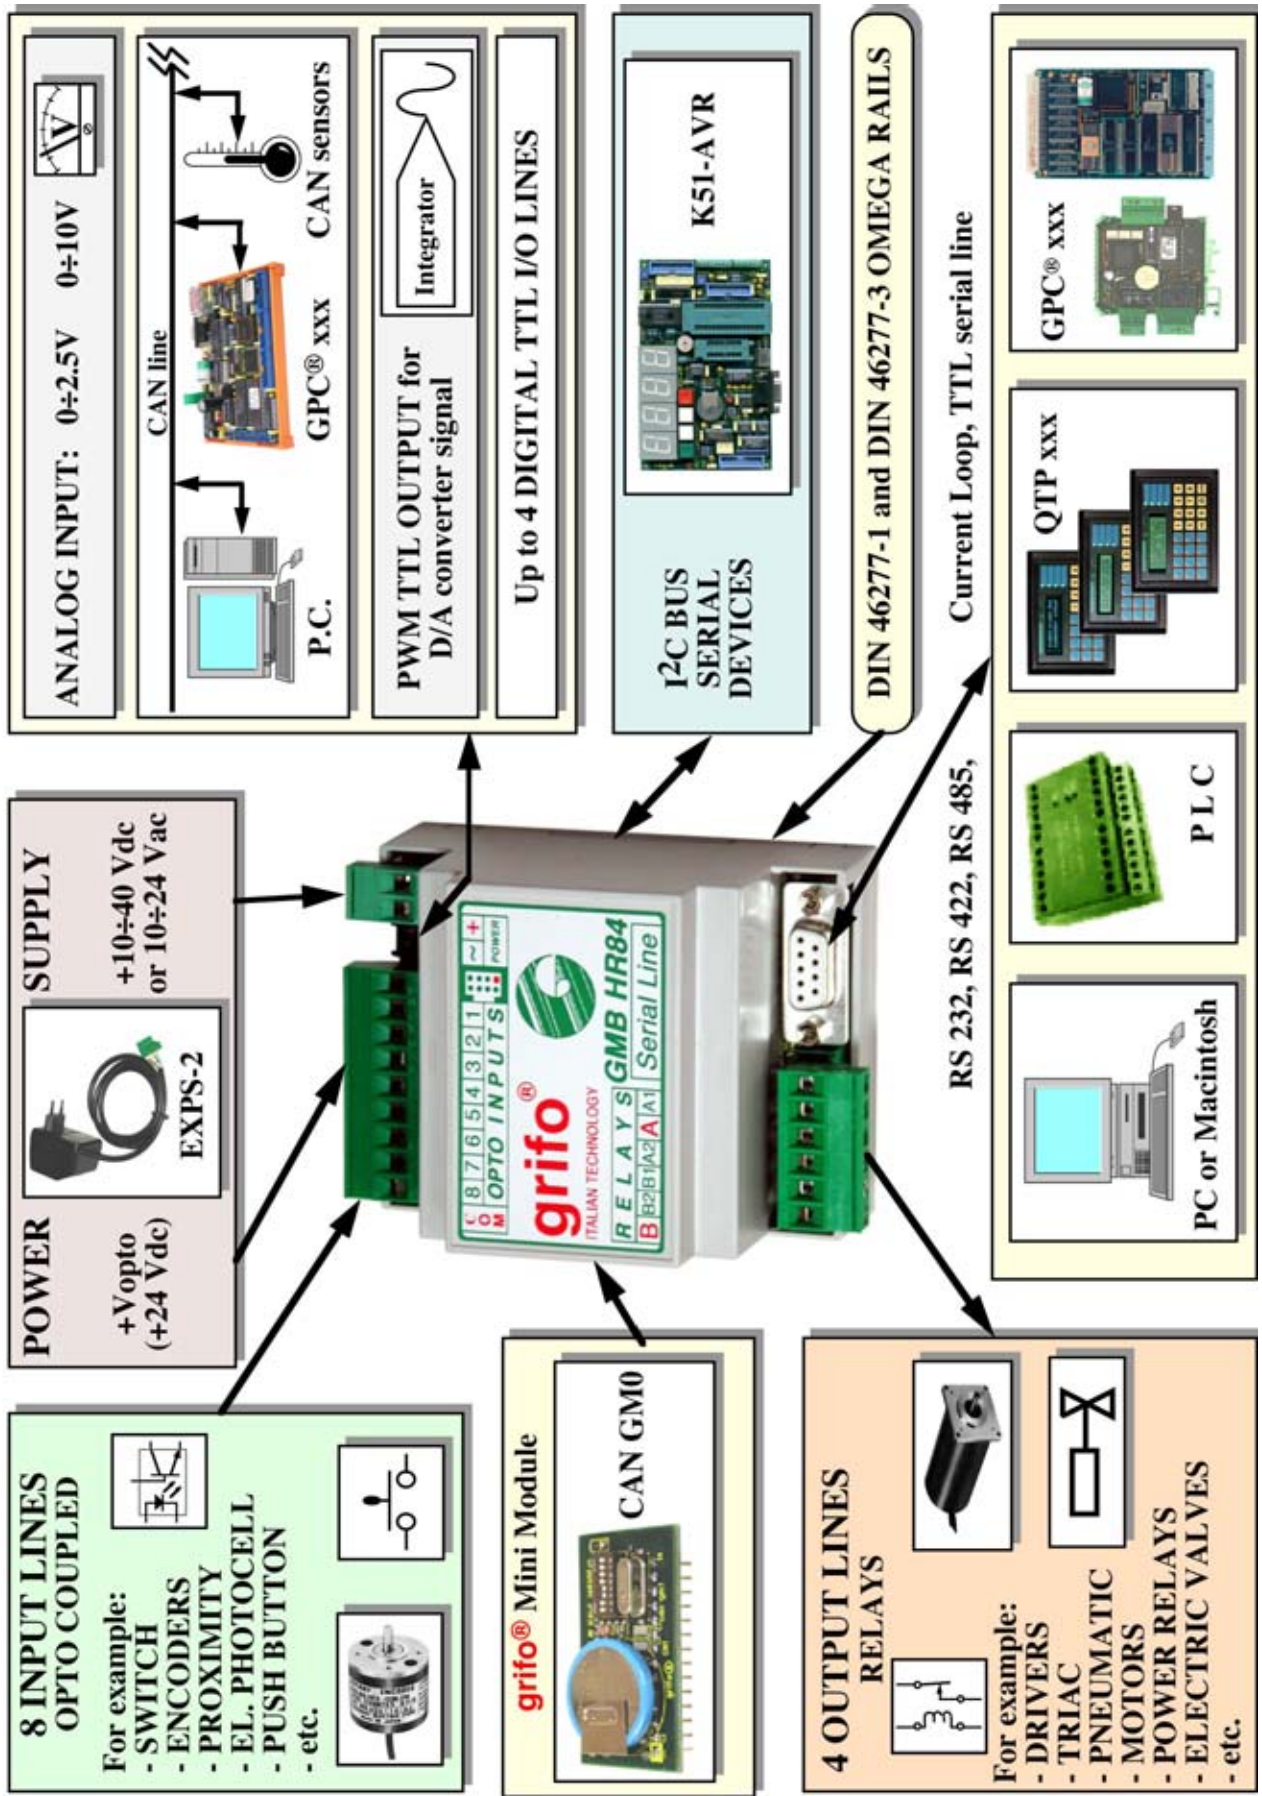 8 INPUT LINES
OPTO COUPLED
For example:
- SWITCH
- ENCODERS
- PROXIMITY
- EL. PHOTOCELL
- PUSH BUTTON
- etc.
POWER
SUPPLY
+Vopto
(+24 Vdc)
EXPS-2
+10÷40 Vdc
or 10÷24 Vac
ANALOG INPUT: 0÷2.5V 0÷10V
V
CAN line
P.C.
GPC® xxx
CAN sensors
PWM TTL OUTPUT for
D/A converter signal
Integrator
Up to 4 DIGITAL TTL I/O LINES
grifo® Mini Module
CAN GM0
COM 8 7 6 5 4 3 2 1
OPTO INPUTS
~ +
POWER
grifo®
ITALIAN TECHNOLOGY
RELAYS
GMB HR84
B B2 B1 A2 A A1
Serial Line
I²C BUS
SERIAL
DEVICES
K51-AVR
DIN 46277-1 and DIN 46277-3 OMEGA RAILS
4 OUTPUT LINES
RELAYS
For example:
- DRIVERS
- TRIAC
- PNEUMATIC
- MOTORS
- POWER RELAYS
- ELECTRIC VALVES
- etc.
RS 232, RS 422, RS 485,
Current Loop, TTL serial line
PC or Macintosh
P L C
QTP xxx
GPC® xxx